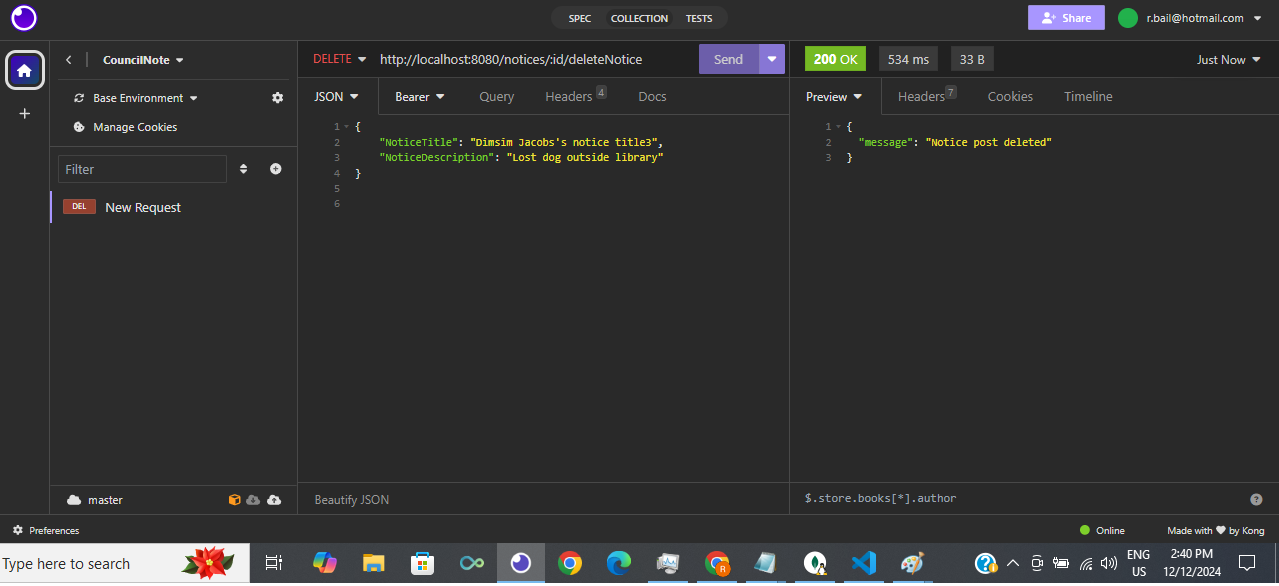 SPEC COLLECTION TESTS
Share
r.bail@hotmail.com
CouncilNote
DELETE http://localhost:8080/notices/:id/deleteNotice Send
200 OK 534 ms 33 B Just Now
Base Environment
Manage Cookies
JSON Bearer Query Headers 4 Docs
Preview Headers 7 Cookies Timeline
Filter
DEL New Request
1 {
2 "NoticeTitle": "Dimsim Jacobs's notice title3",
3 "NoticeDescription": "Lost dog outside library"
4 }
5
6
1 {
2 "message": "Notice post deleted"
3 }
master
Beautify JSON
$.store.books[*].author
?
Preferences
Online Made with by Kong
Type here to search
R
ENG
US
2:40 PM
12/12/2024